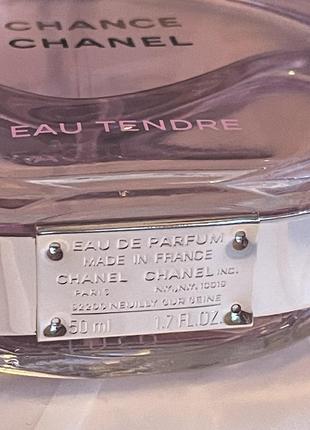 CHANCE
CHANEL
EAU TENDRE
EAU DE PARFUM
MADE IN FRANCE
CHANEL CHANEL INC.
PARIS N.Y., N.Y. 10019
92200 NEUILLY SUR SEINE
50 ml 1.7 FL.OZ.